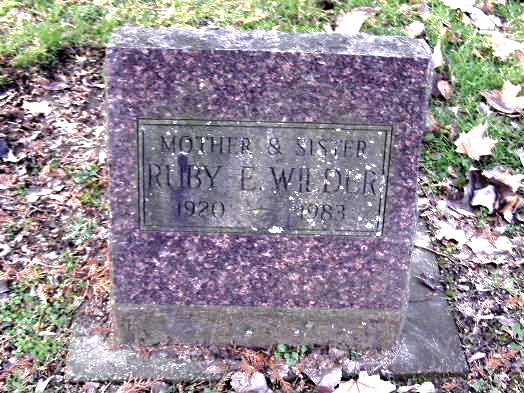 MOTHER & SISTER
RUBY E. WILDER
1920 - 1983